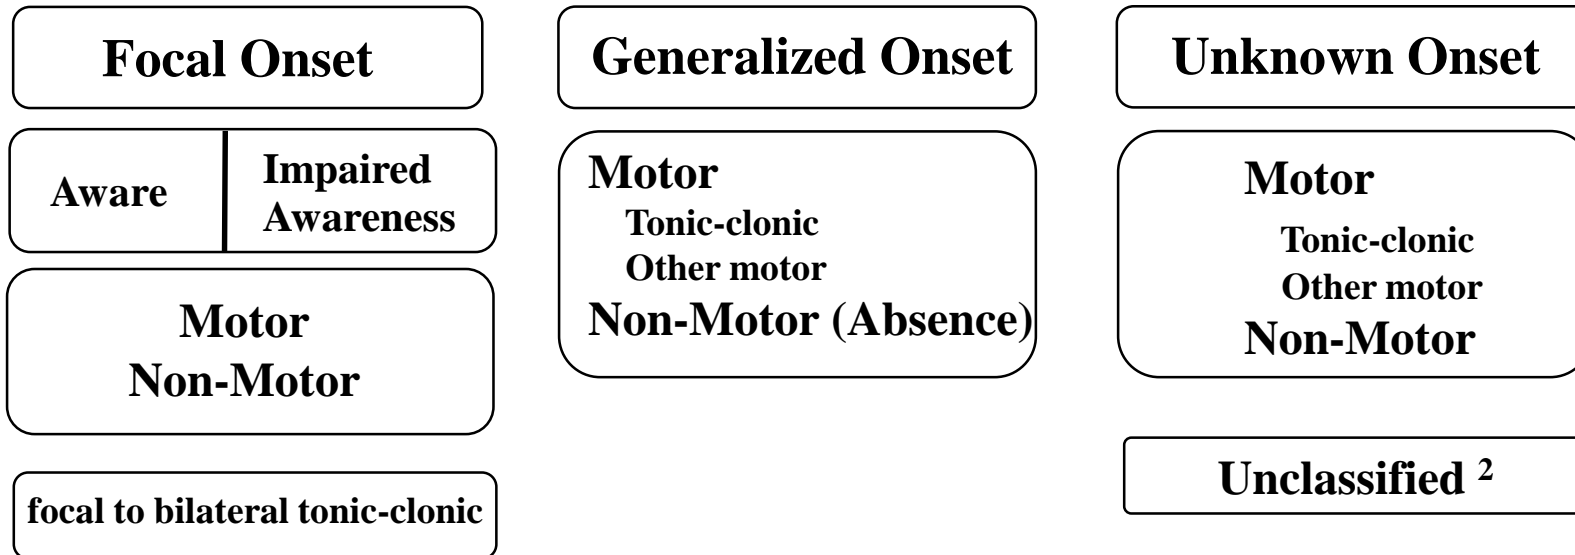 Focal Onset
Aware
Impaired
Awareness
Motor
Non-Motor
focal to bilateral tonic-clonic
Generalized Onset
Motor
Tonic-clonic
Other motor
Non-Motor (Absence)
Unknown Onset
Motor
Tonic-clonic
Other motor
Non-Motor
Unclassified ²